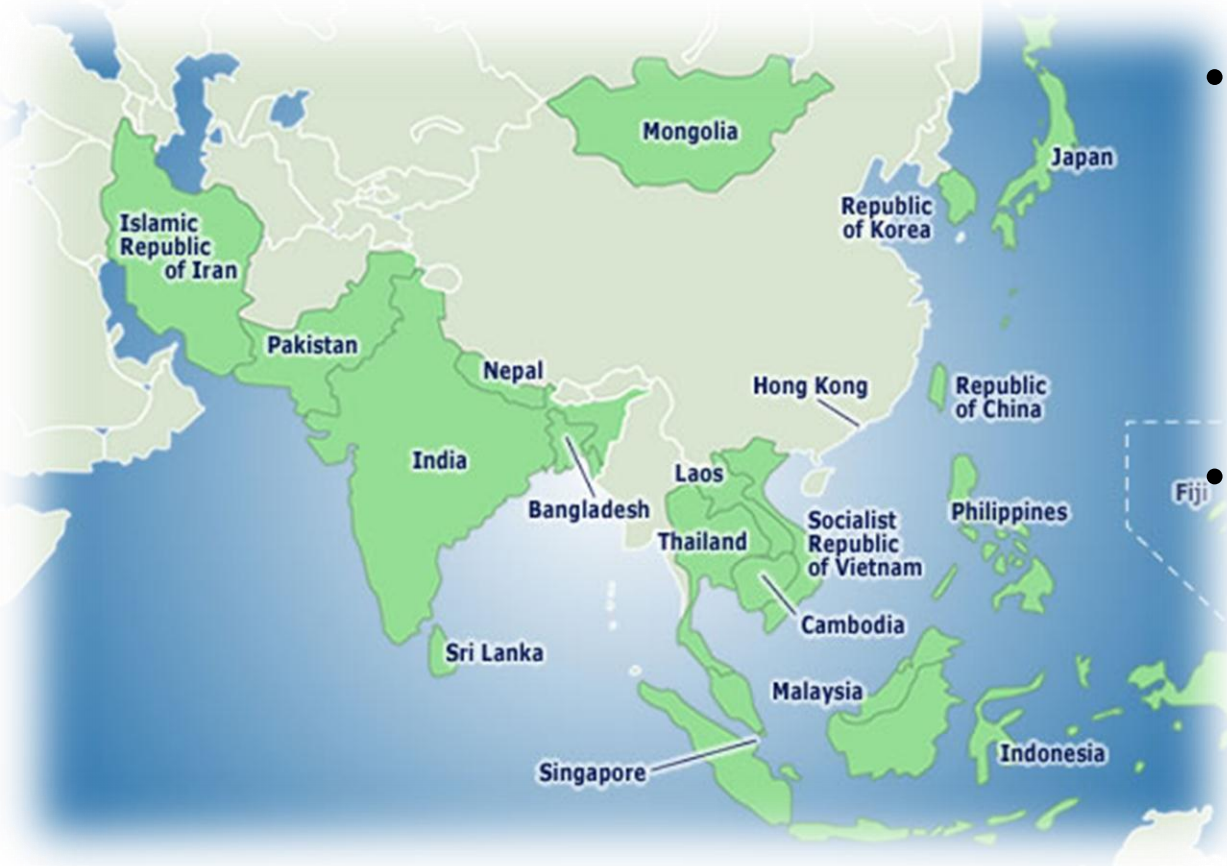 Mongolia
Japan
Republic
of Korea
Islamic
Republic
of Iran
Pakistan
Nepal
Hong Kong
Republic
of China
India
Laos
Fiji
Bangladesh
Philippines
Thailand
Socialist
Republic
of Vietnam
Cambodia
Sri Lanka
Malaysia
Indonesia
Singapore